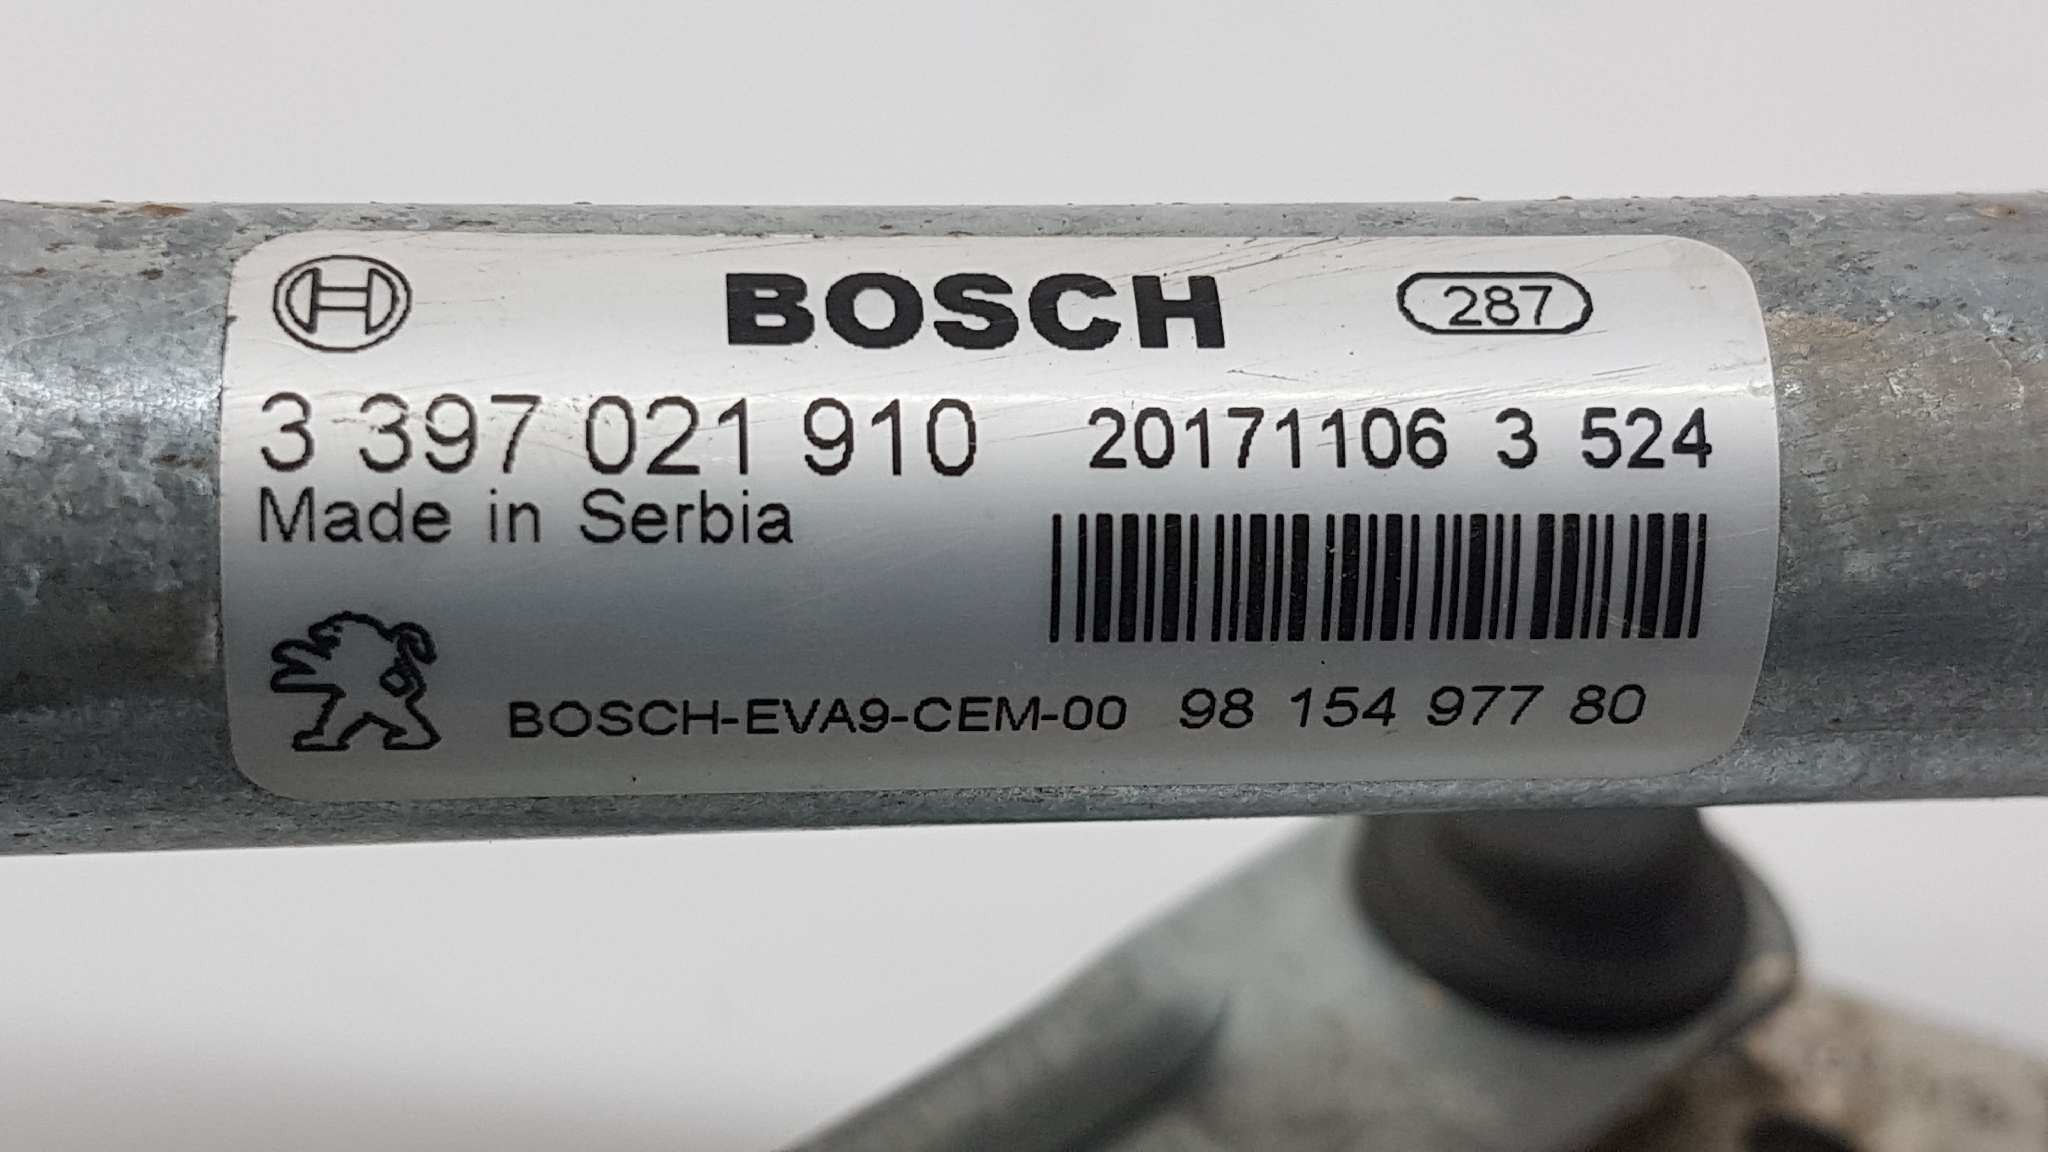 BOSCH 287
3 397 021 910 20171106 3 524
Made in Serbia
BOSCH-EVA9-CEM-00 98 154 977 80